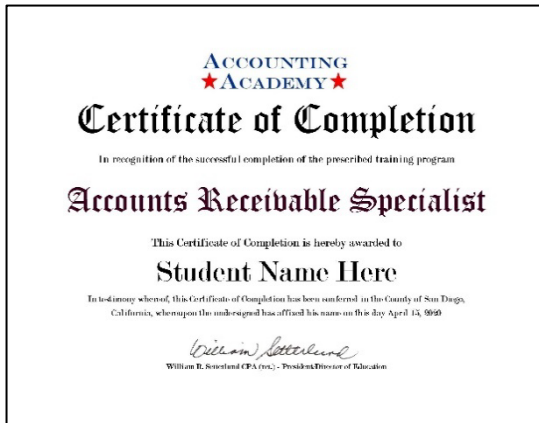 ACCOUNTING
★ACADEMY★
Certificate of Completion
In recognition of the successful completion of the prescribed training program
Accounts Receivable Specialist
This Certificate of Completion is hereby awarded to
Student Name Here
In testimony whereof, this Certificate of Completion has been conferred in the County of San Diego,
California, whereupon the undersigned has affixed his name on this day April 15,
William Setterlund
William R. Setterlund CPA (ret.) - President/Director of Education